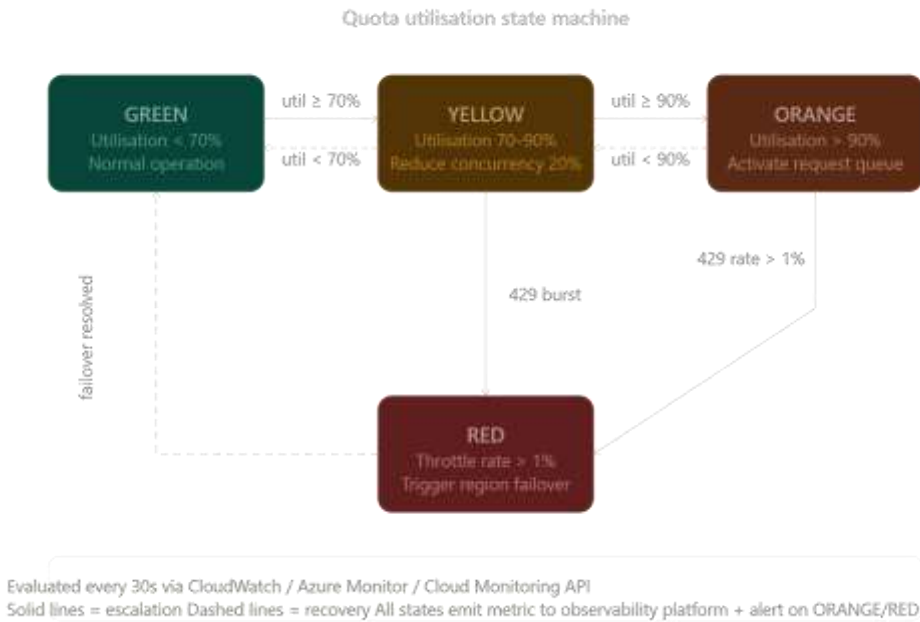 Quota utilisation state machine
GREEN
Utilisation < 70%
Normal operation
util ≥ 70%
util < 70%
YELLOW
Utilisation 70–90%
Reduce concurrency 20%
util ≥ 90%
util < 90%
ORANGE
Utilisation > 90%
Activate request queue
429 rate > 1%
429 burst
failover resolved
RED
Throttle rate > 1%
Trigger region failover
Evaluated every 30s via CloudWatch / Azure Monitor / Cloud Monitoring API
Solid lines = escalation Dashed lines = recovery All states emit metric to observability platform + alert on ORANGE/RED